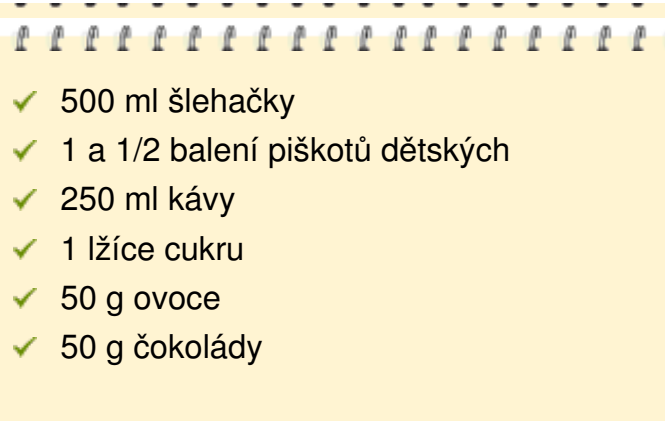 500 ml šlehačky
1 a 1/2 balení piškotů dětských
250 ml kávy
1 lžíce cukru
50 g ovoce
50 g čokolády